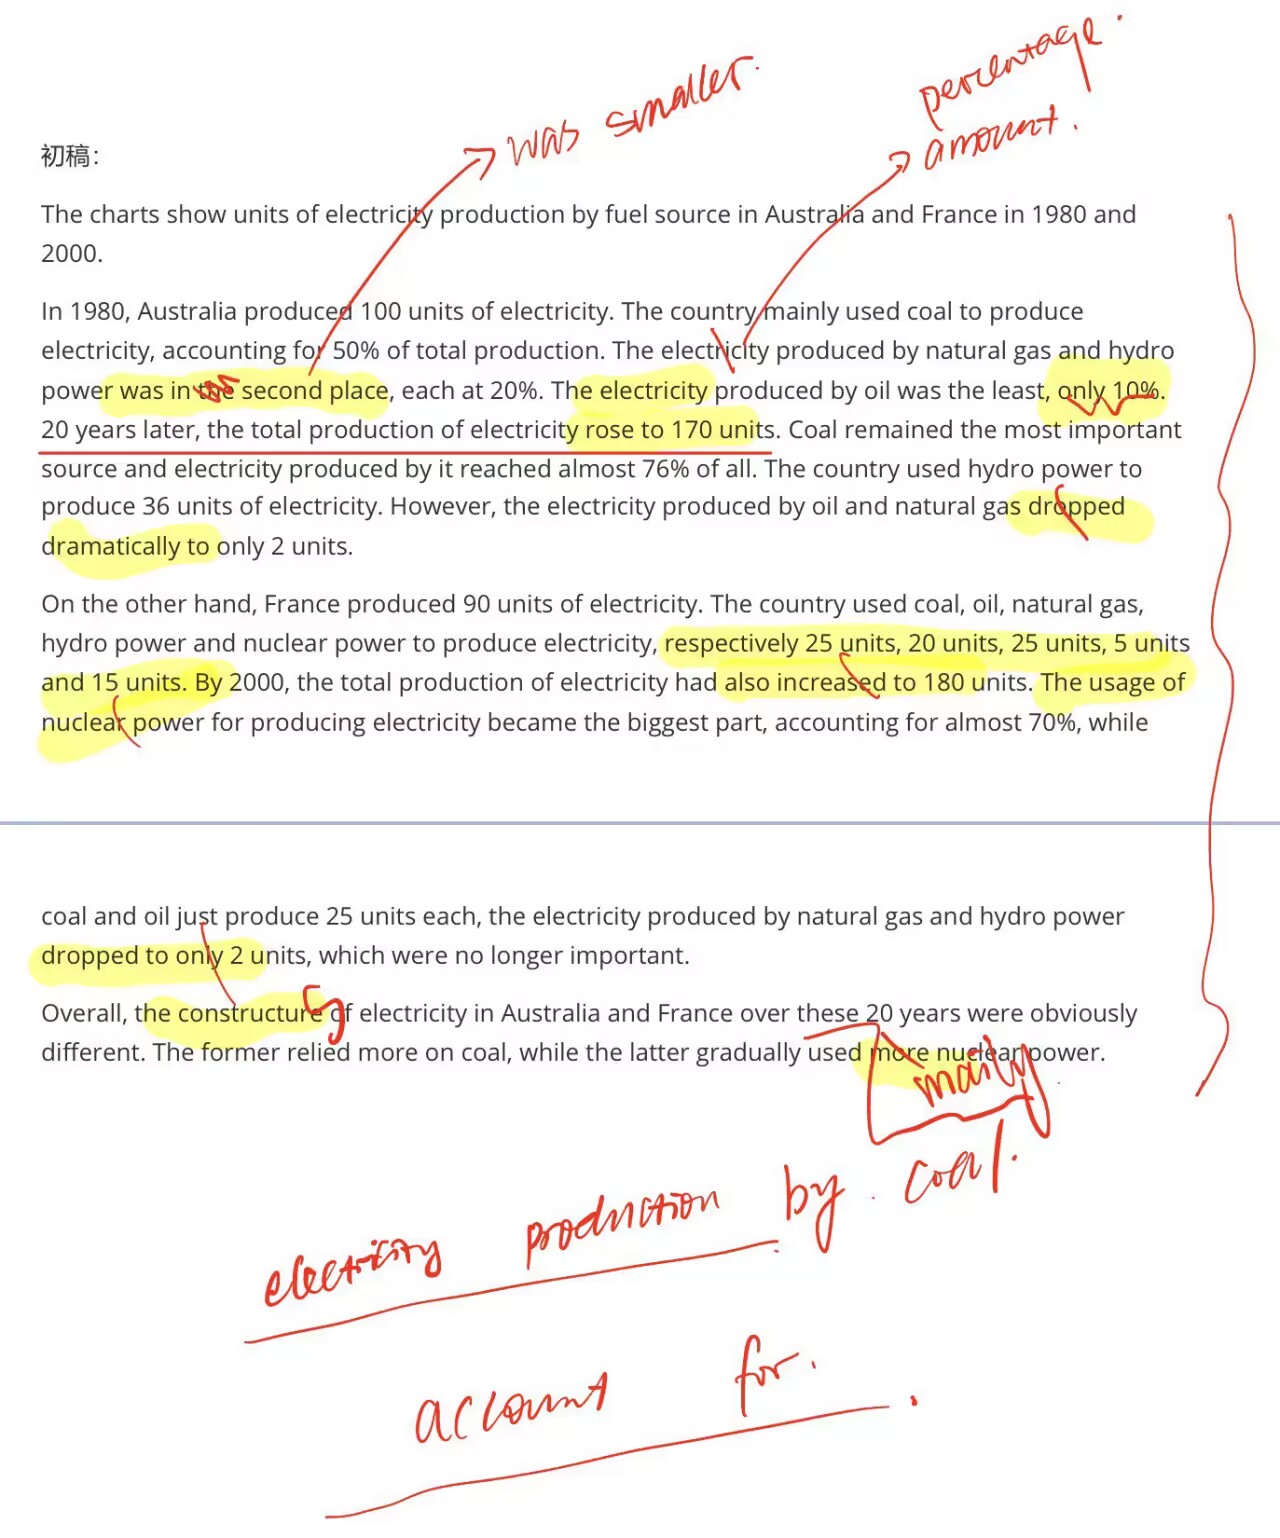 was smaller.
percentage.
amount.
初稿：
The charts show units of electricity production by fuel source in Australia and France in 1980 and
2000.
In 1980, Australia produced 100 units of electricity. The country mainly used coal to produce
electricity, accounting for 50% of total production. The electricity produced by natural gas and hydro
power was in the second place, each at 20%. The electricity produced by oil was the least, only 10%.
20 years later, the total production of electricity rose to 170 units. Coal remained the most important
source and electricity produced by it reached almost 76% of all. The country used hydro power to
produce 36 units of electricity. However, the electricity produced by oil and natural gas dropped
dramatically to only 2 units.
On the other hand, France produced 90 units of electricity. The country used coal, oil, natural gas,
hydro power and nuclear power to produce electricity, respectively 25 units, 20 units, 25 units, 5 units
and 15 units. By 2000, the total production of electricity had also increased to 180 units. The usage of
nuclear power for producing electricity became the biggest part, accounting for almost 70%, while
coal and oil just produce 25 units each, the electricity produced by natural gas and hydro power
dropped to only 2 units, which were no longer important.
Overall, the constructure of electricity in Australia and France over these 20 years were obviously
different. The former relied more on coal, while the latter gradually used more nuclear power.
maily
electricity production by coal.
account for.